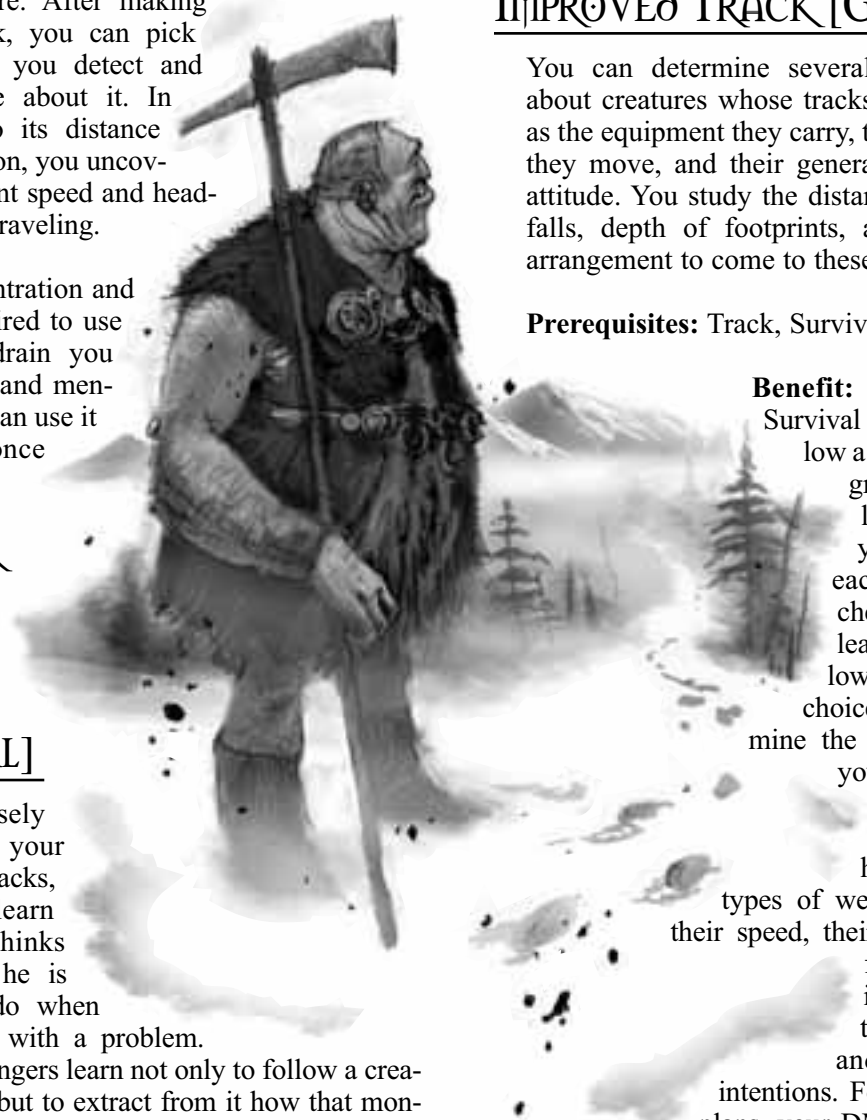 re. After making
k, you can pick
you detect and
e about it. In
o its distance
on, you uncov-
nt speed and head-
raveling.
ntration and
ired to use
drain you
and men-
an use it
once
L]
sely
your
acks,
learn
hinks
he is
do when
with a problem.
ngers learn not only to follow a crea-
but to extract from it how that mon-
Improved Track [G
You can determine several
about creatures whose tracks
as the equipment they carry, t
they move, and their genera
attitude. You study the distan
falls, depth of footprints, a
arrangement to come to these
Prerequisites: Track, Surviv
Benefit:
Survival
low a
gr
l
y
eac
che
lea
low
choice
mine the
yo
h
types of we
their speed, thei
i
t
and
intentions. F
plans, your D